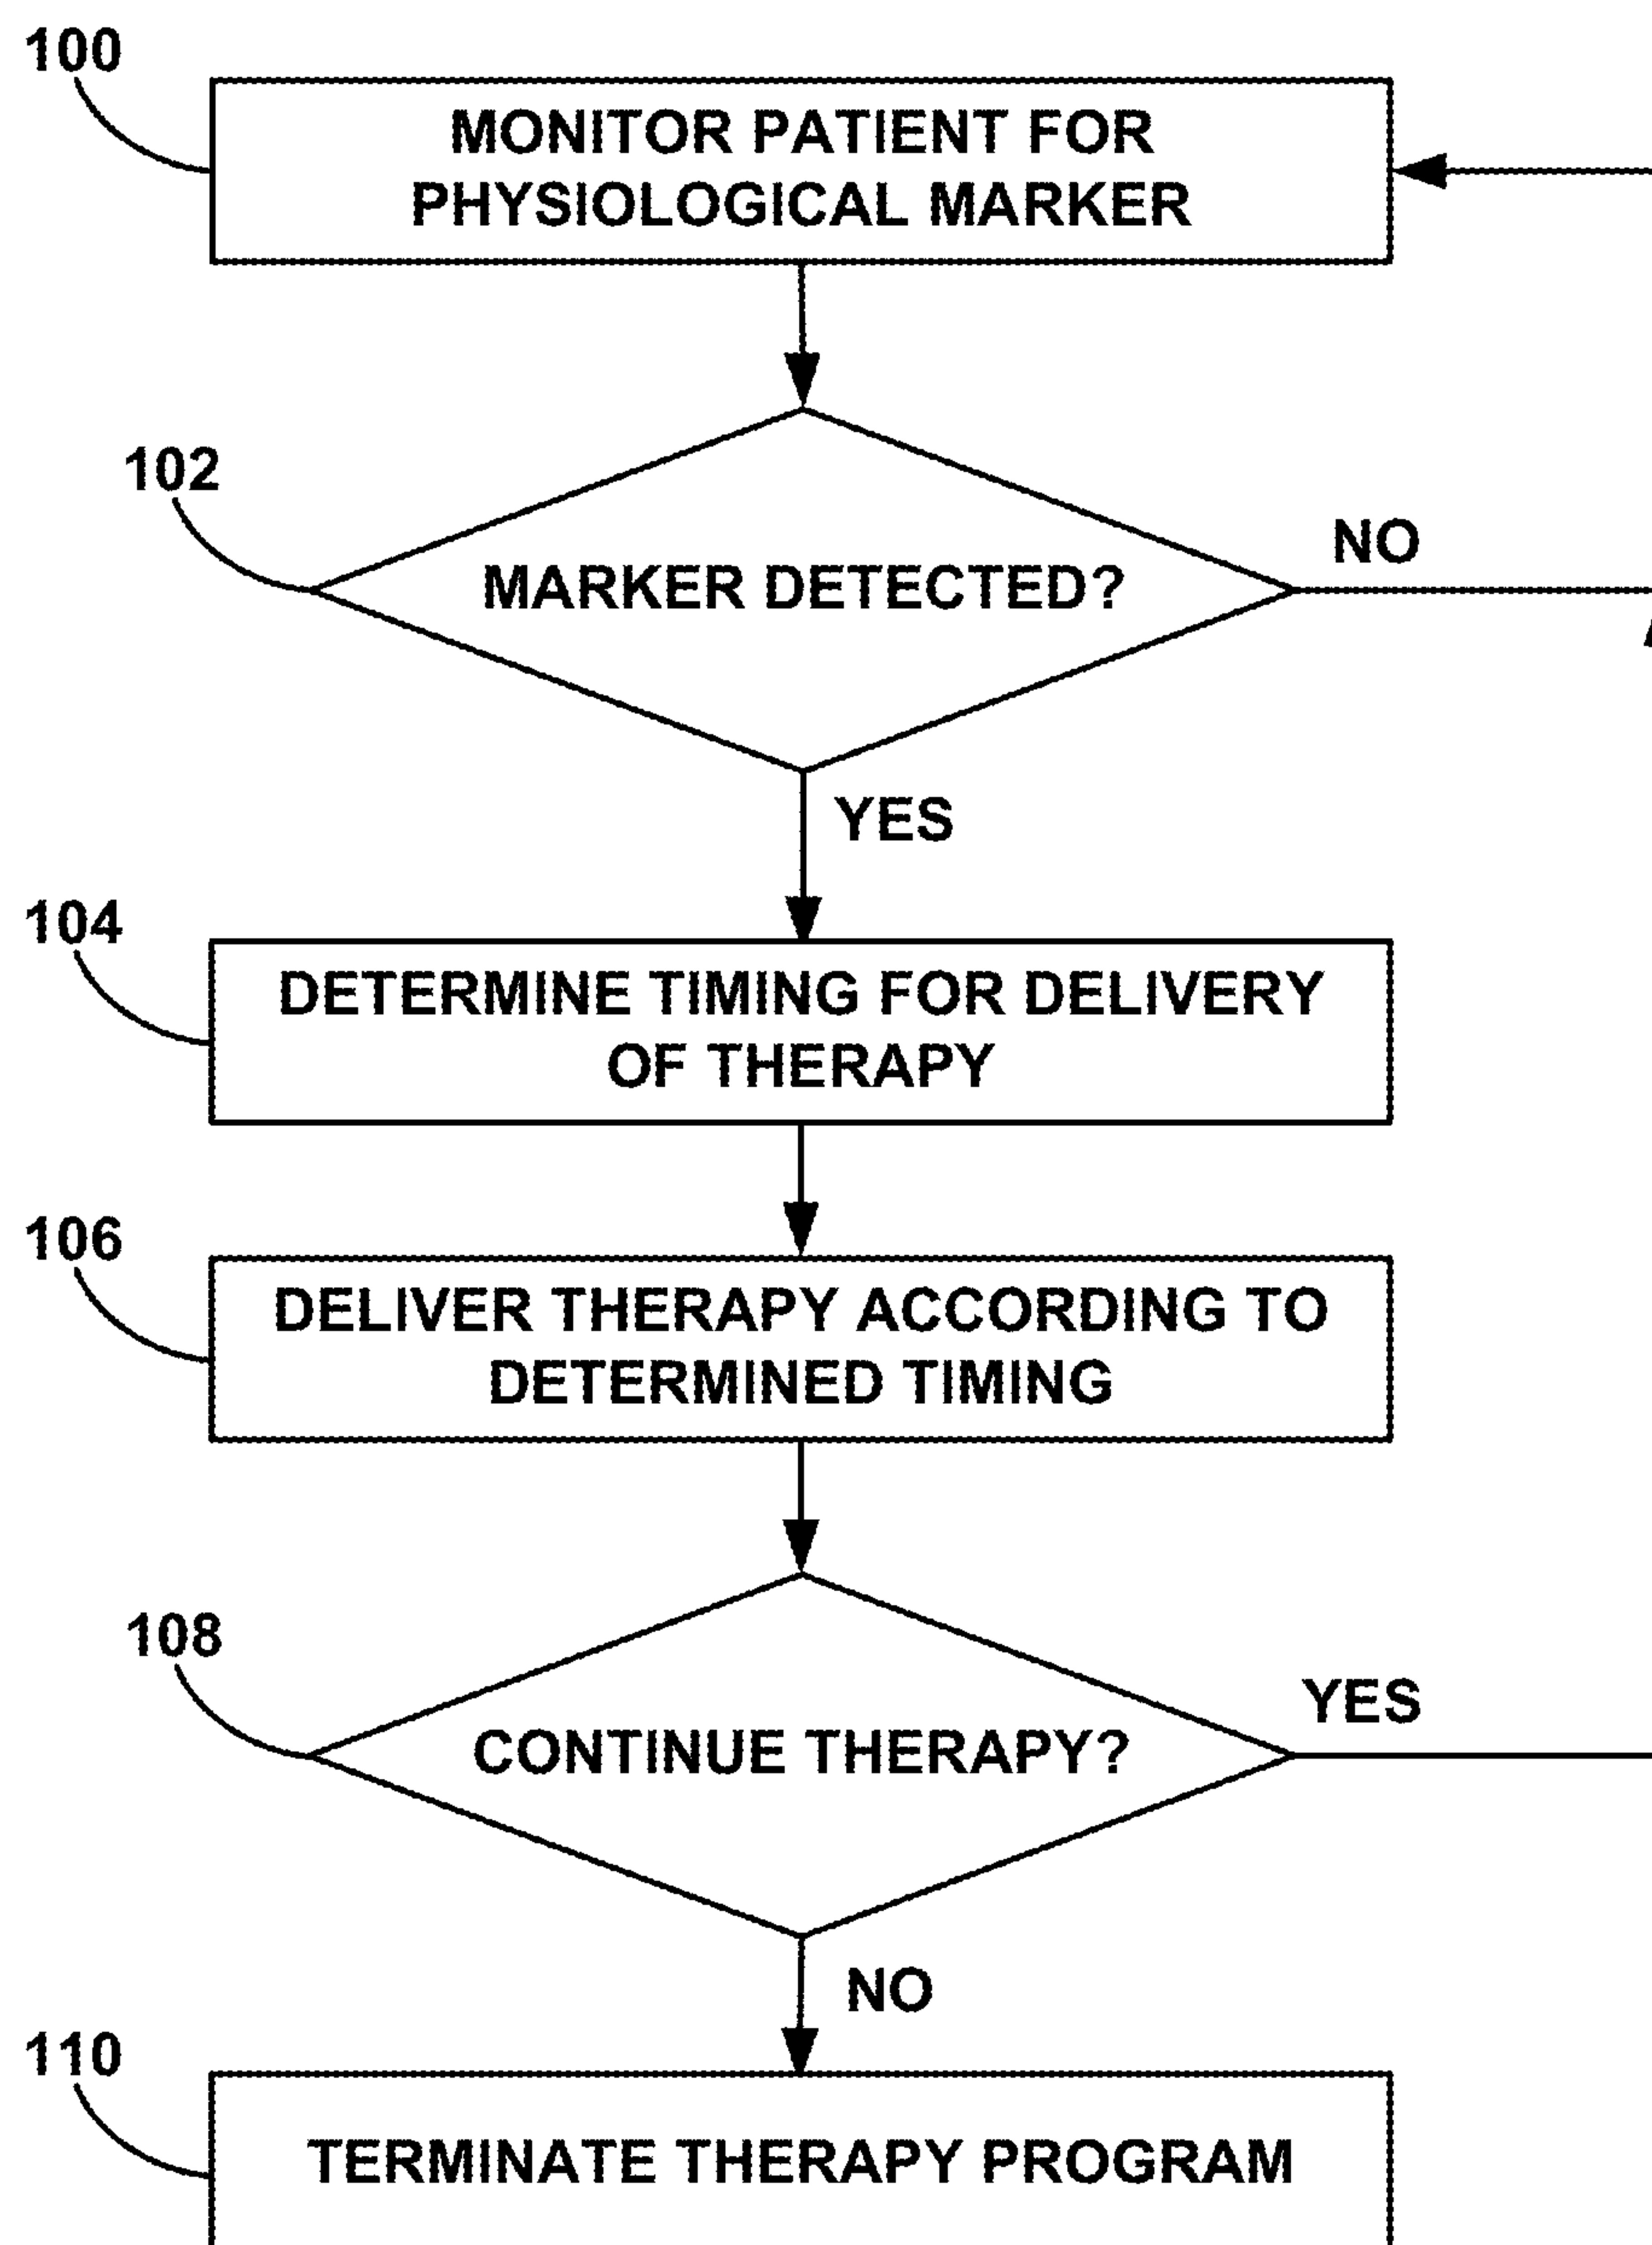 100
MONITOR PATIENT FOR
PHYSIOLOGICAL MARKER
102
MARKER DETECTED?
NO
YES
104
DETERMINE TIMING FOR DELIVERY
OF THERAPY
106
DELIVER THERAPY ACCORDING TO
DETERMINED TIMING
108
CONTINUE THERAPY?
YES
NO
110
TERMINATE THERAPY PROGRAM